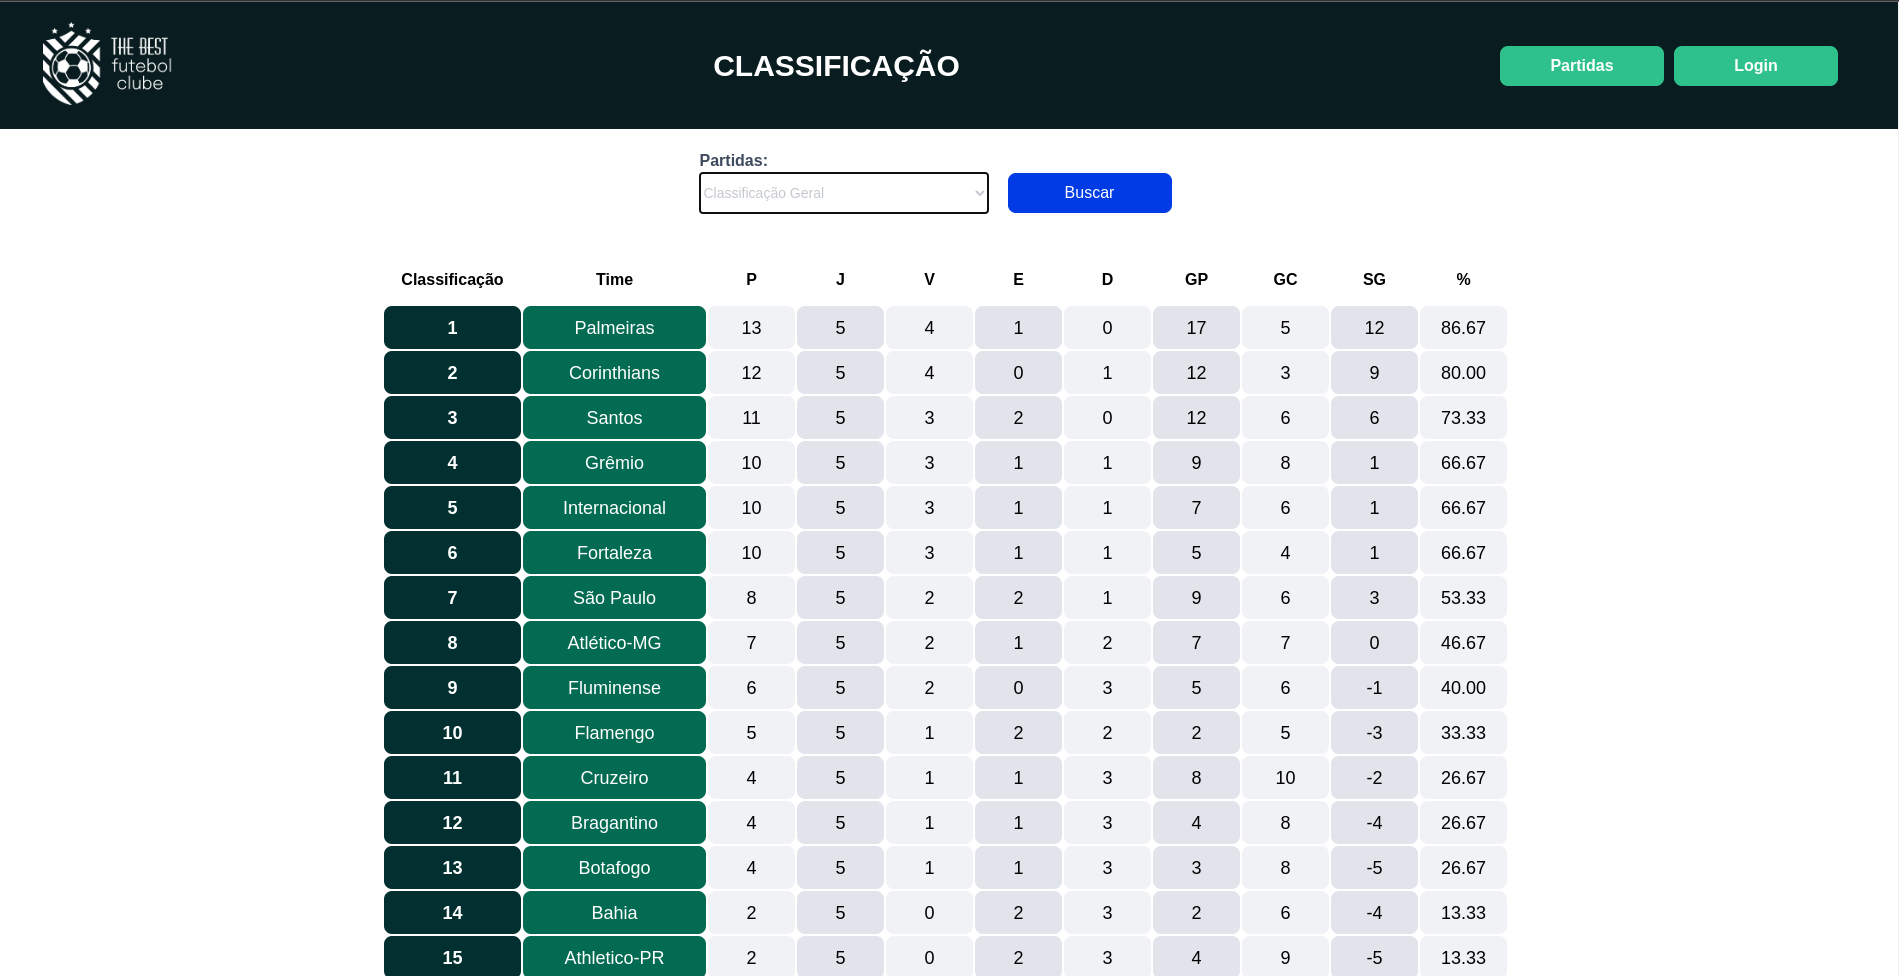 THE BEST
futebol
clube
CLASSIFICAÇÃO
Partidas Login
Partidas:
Classificação Geral Buscar
Classificação Time P J V E D GP GC SG %
1 Palmeiras 13 5 4 1 0 17 5 12 86.67
2 Corinthians 12 5 4 0 1 12 3 9 80.00
3 Santos 11 5 3 2 0 12 6 6 73.33
4 Grêmio 10 5 3 1 1 9 8 1 66.67
5 Internacional 10 5 3 1 1 7 6 1 66.67
6 Fortaleza 10 5 3 1 1 5 4 1 66.67
7 São Paulo 8 5 2 2 1 9 6 3 53.33
8 Atlético-MG 7 5 2 1 2 7 7 0 46.67
9 Fluminense 6 5 2 0 3 5 6 -1 40.00
10 Flamengo 5 5 1 2 2 2 5 -3 33.33
11 Cruzeiro 4 5 1 1 3 8 10 -2 26.67
12 Bragantino 4 5 1 1 3 4 8 -4 26.67
13 Botafogo 4 5 1 1 3 3 8 -5 26.67
14 Bahia 2 5 0 2 3 2 6 -4 13.33
15 Athletico-PR 2 5 0 2 3 4 9 -5 13.33